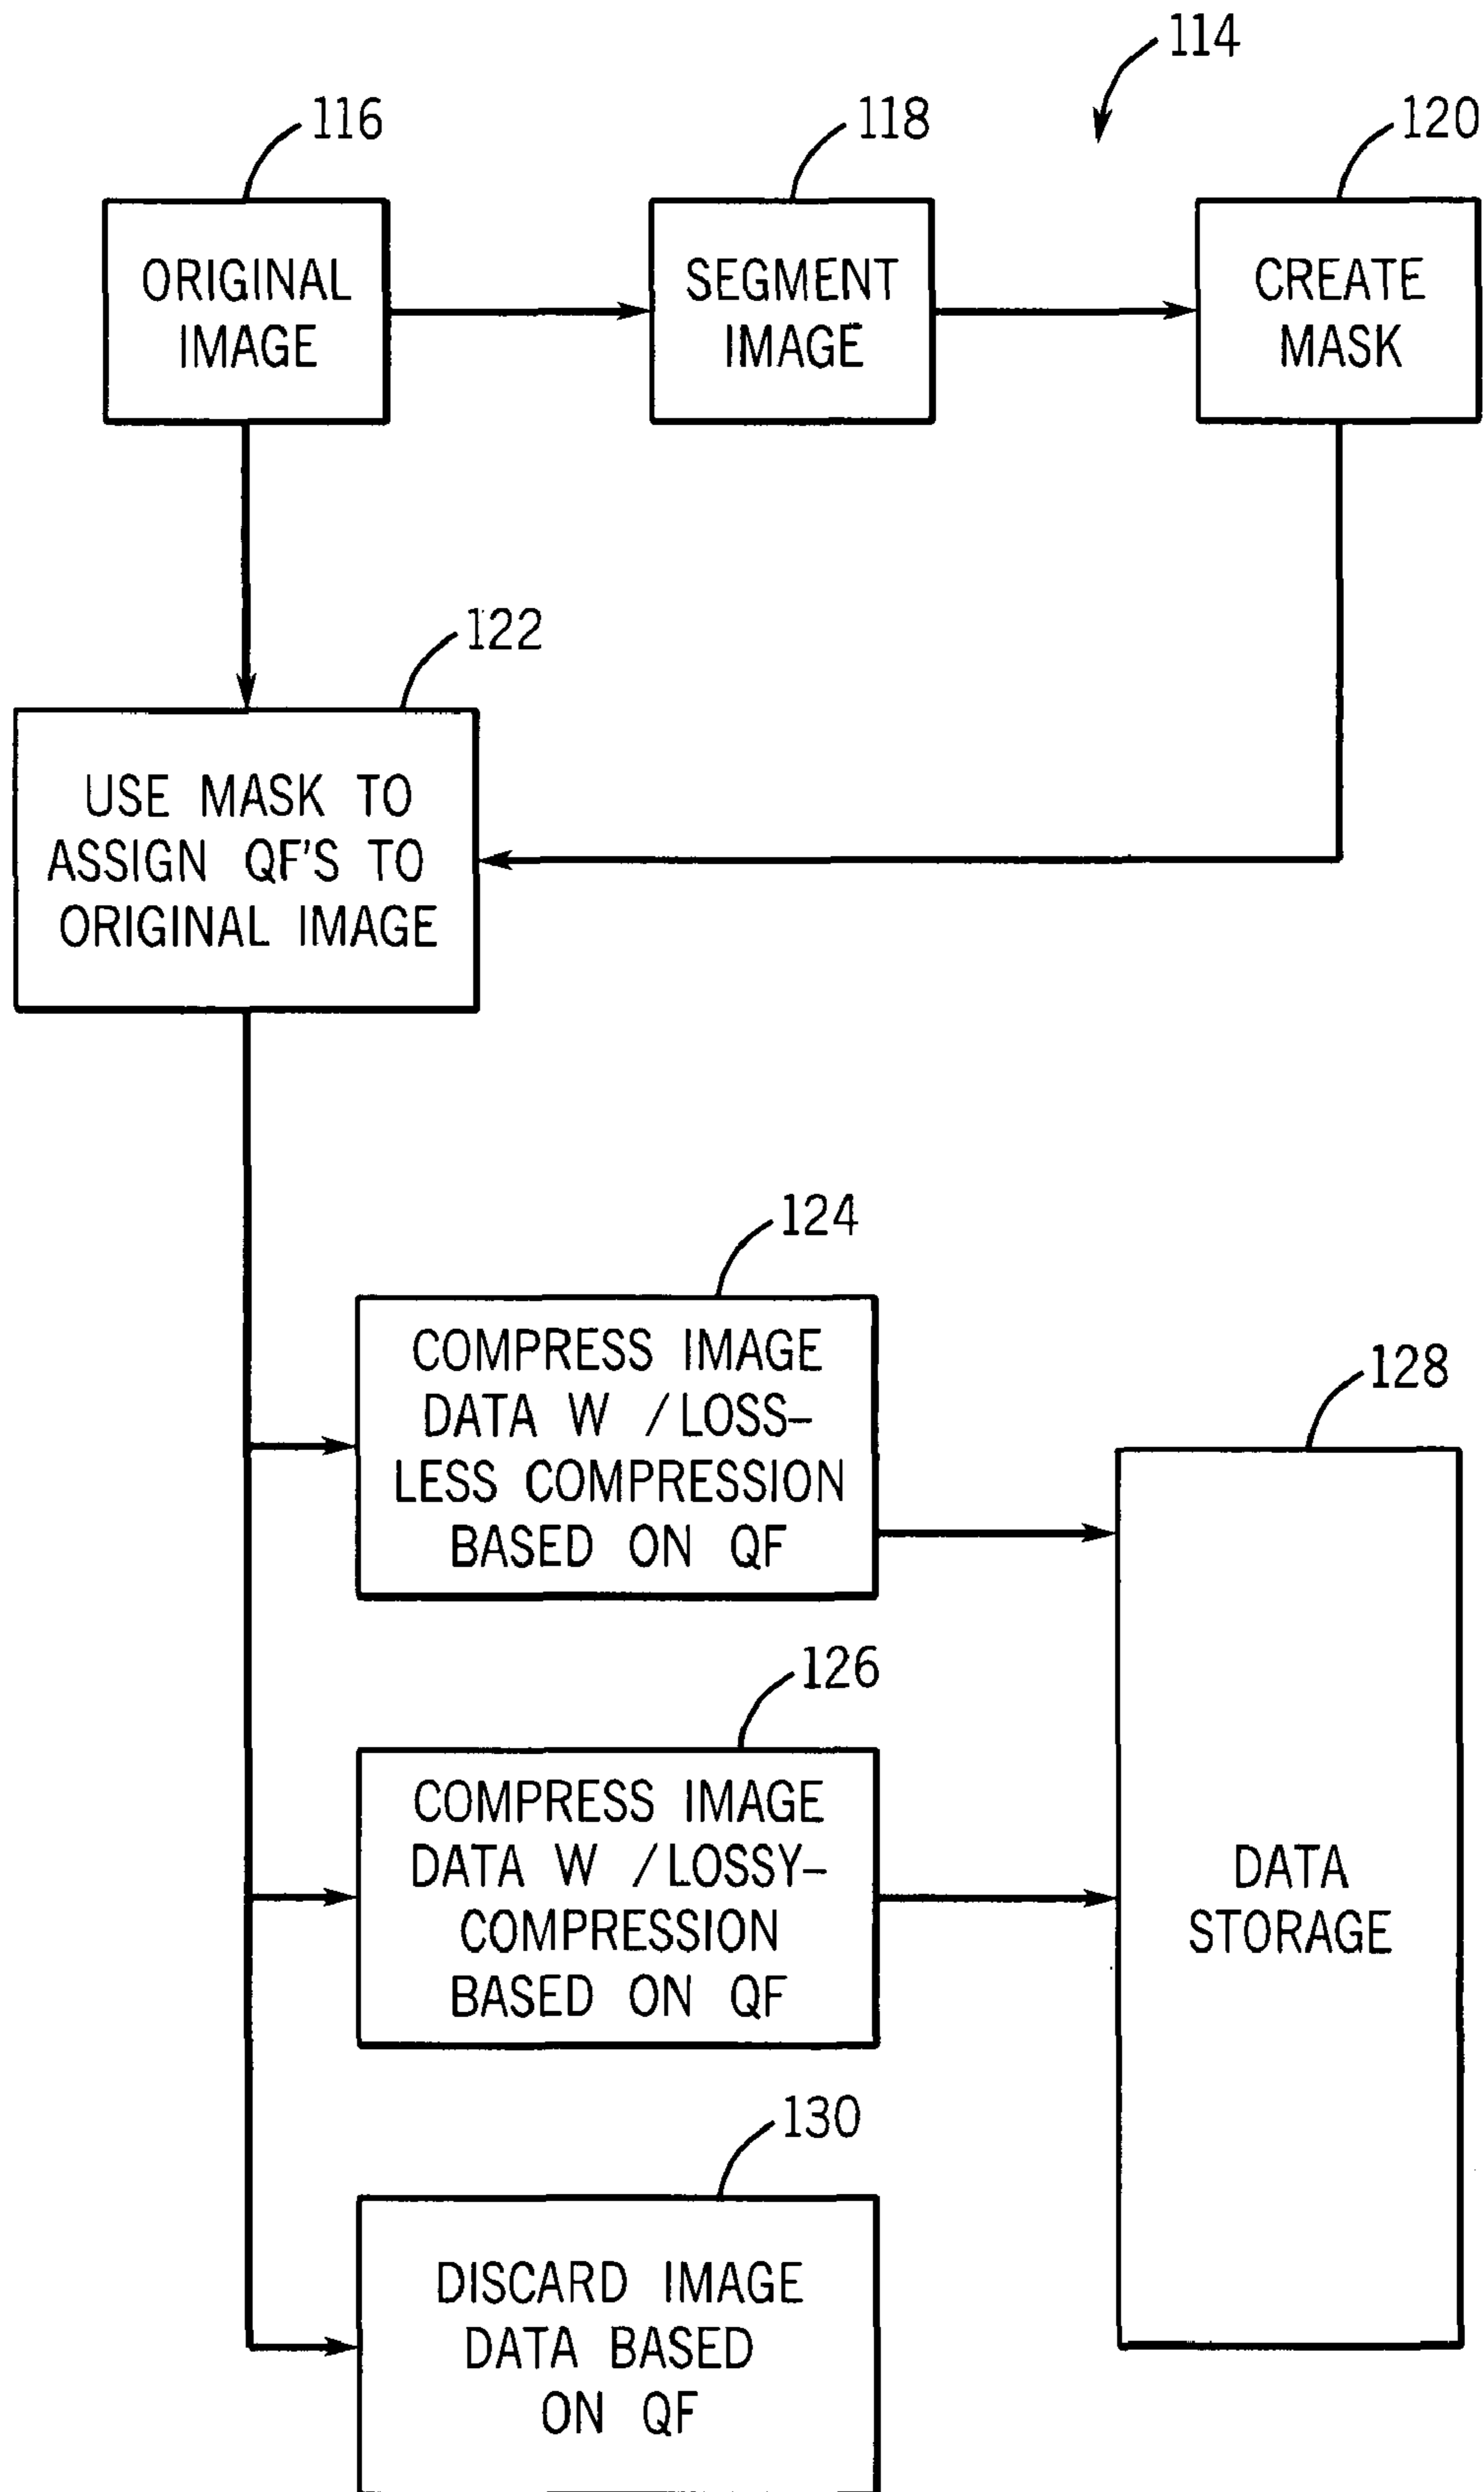 114
116
118
120
ORIGINAL
IMAGE
SEGMENT
IMAGE
CREATE
MASK
122
USE MASK TO
ASSIGN QF'S TO
ORIGINAL IMAGE
124
COMPRESS IMAGE
DATA W /LOSS-
LESS COMPRESSION
BASED ON QF
128
126
COMPRESS IMAGE
DATA W /LOSSY-
COMPRESSION
BASED ON QF
DATA
STORAGE
130
DISCARD IMAGE
DATA BASED
ON QF